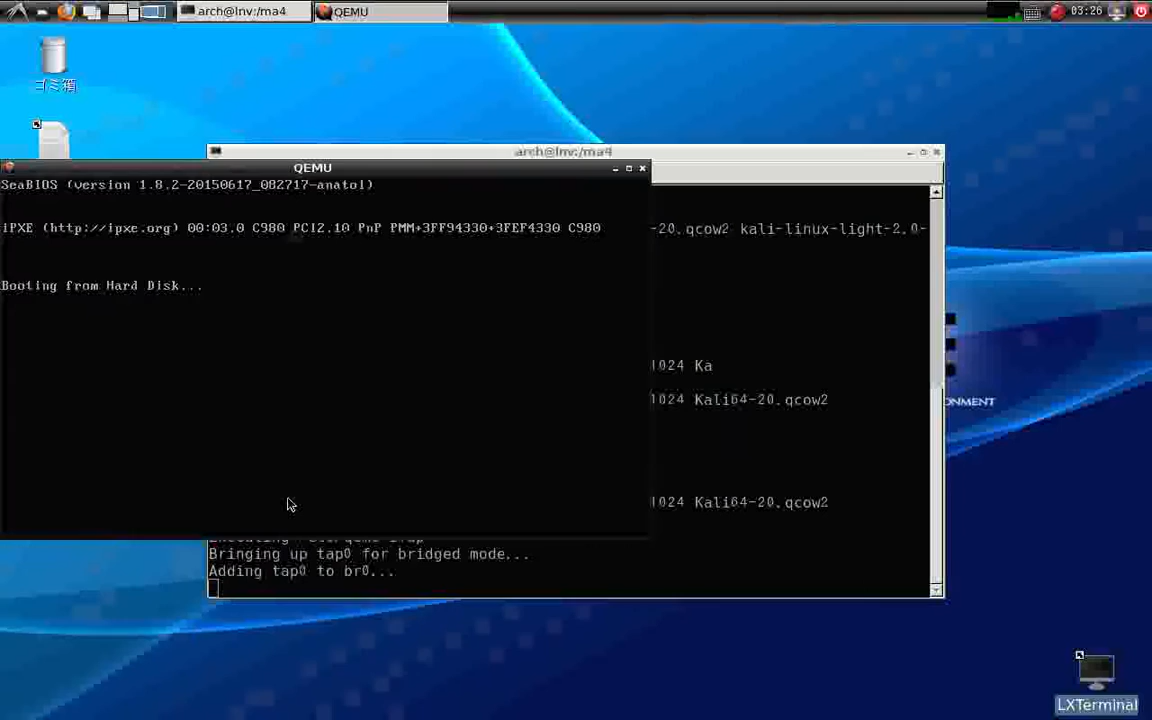 arch@lnv:/ma4
QEMU
03:26
ゴミ箱
arch@lnv:/ma4
QEMU
SeaBIOS (version 1.8.2-20150617_082717-anatol)
iPXE (http://ipxe.org) 00:03.0 C980 PCI2.10 PnP PMM+3FF94330+3FEF4330 C980
-20.qcow2 kali-linux-light-2.0-
Booting from Hard Disk...
1024 Ka
1024 Kali64-20.qcow2
ONMENT
1024 Kali64-20.qcow2
Bringing up tap0 for bridged mode...
Adding tap0 to br0...
LXTerminal